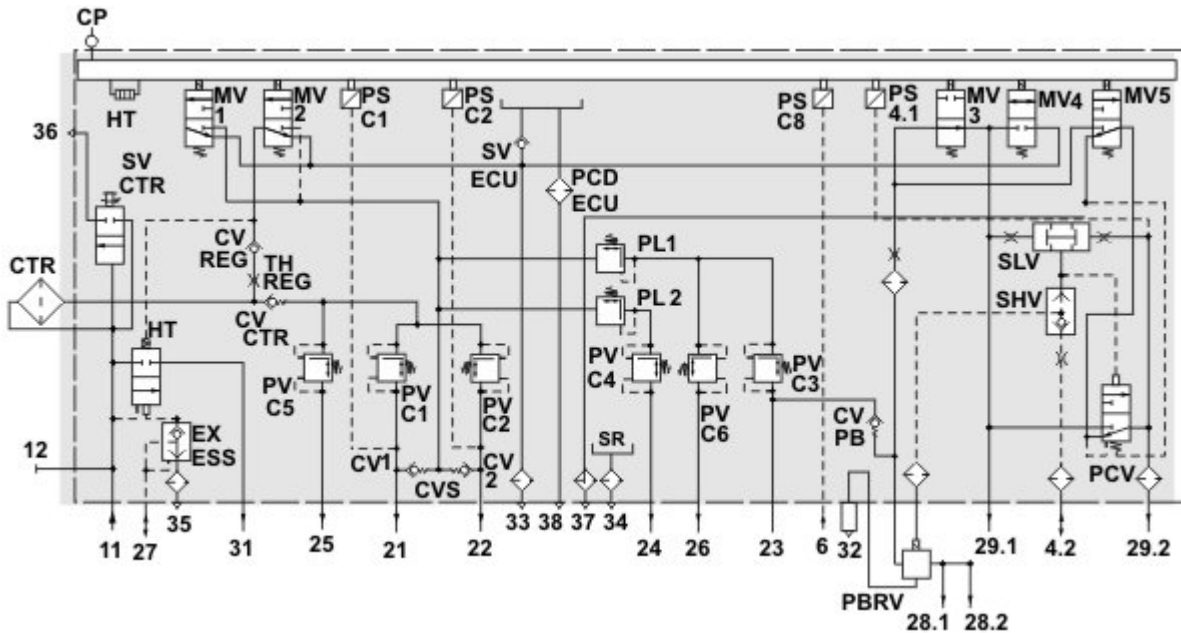 CP
HT
MV
1
MV
2
PS
C1
PS
C2
PS
C8
PS
4.1
MV
3
MV4
MV5
36
SV
CTR
SV
ECU
PCD
ECU
CV
REG
TH
REG
CTR
CV
CTR
HT
PL1
PL 2
SLV
SHV
PV
C5
PV
C1
PV
C2
PV
C4
PV
C6
PV
C3
CV
PB
EX
ESS
12
CV1
CVS
CV
2
SR
PCV
11
27
35
31
25
21
22
33
38
37
34
24
26
23
6
32
29.1
4.2
29.2
PBRV
28.1
28.2